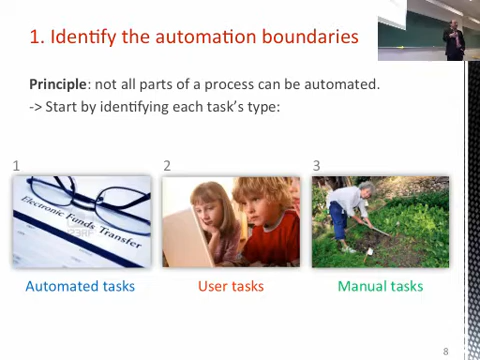 1. Identify the automation boundaries
Principle: not all parts of a process can be automated.
-> Start by identifying each task's type:
1
2
3
Electronic Funds Transfer
123RF
Automated tasks
User tasks
Manual tasks
8